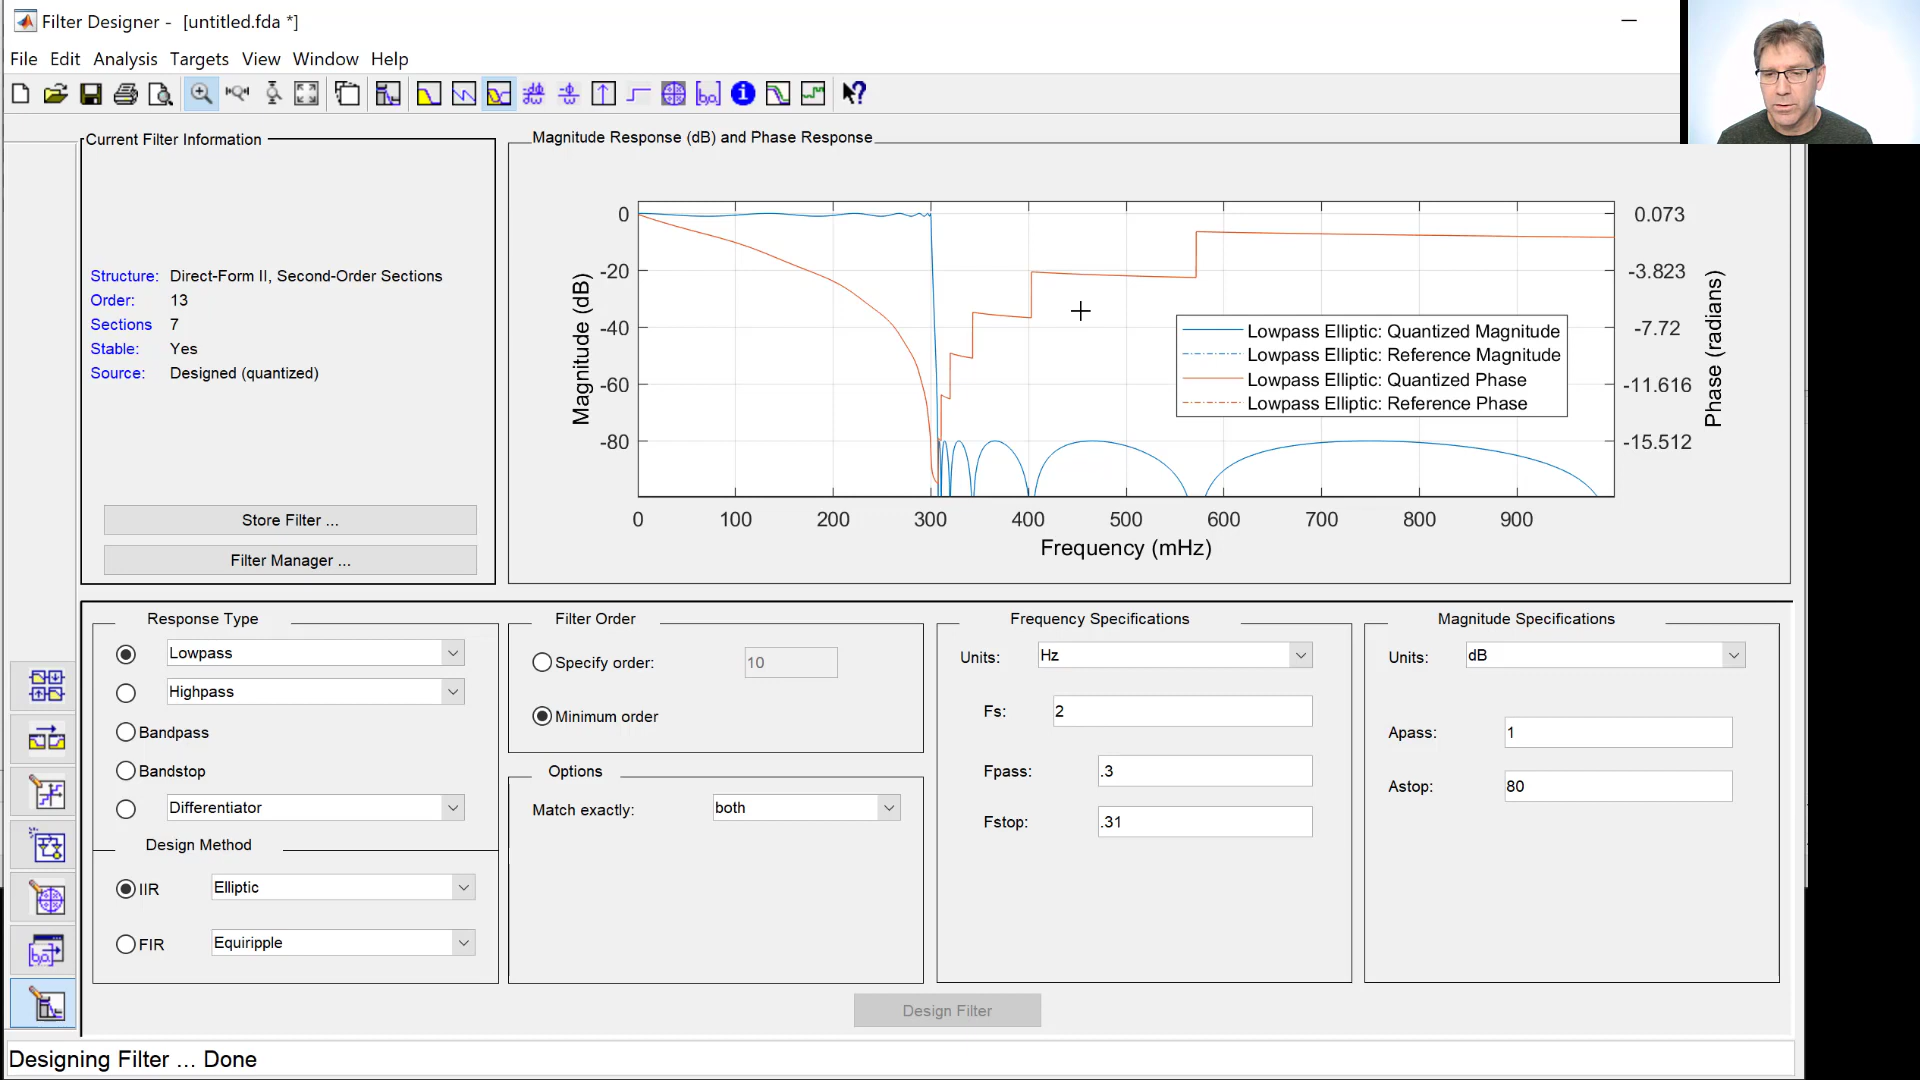 Filter Designer - [untitled.fda *]
File Edit Analysis Targets View Window Help
Current Filter Information
Structure: Direct-Form II, Second-Order Sections
Order: 13
Sections 7
Stable: Yes
Source: Designed (quantized)
Store Filter ...
Filter Manager ...
Magnitude Response (dB) and Phase Response
0
-20
-40
-60
-80
Magnitude (dB)
0.073
-3.823
-7.72
-11.616
-15.512
Phase (radians)
Lowpass Elliptic: Quantized Magnitude
Lowpass Elliptic: Reference Magnitude
Lowpass Elliptic: Quantized Phase
Lowpass Elliptic: Reference Phase
0 100 200 300 400 500 600 700 800 900
Frequency (mHz)
Response Type
Lowpass
Highpass
Bandpass
Bandstop
Differentiator
Design Method
IIR Elliptic
FIR Equiripple
Filter Order
Specify order: 10
Minimum order
Options
Match exactly: both
Frequency Specifications
Units: Hz
Fs: 2
Fpass: .3
Fstop: .31
Magnitude Specifications
Units: dB
Apass: 1
Astop: 80
Design Filter
Designing Filter ... Done